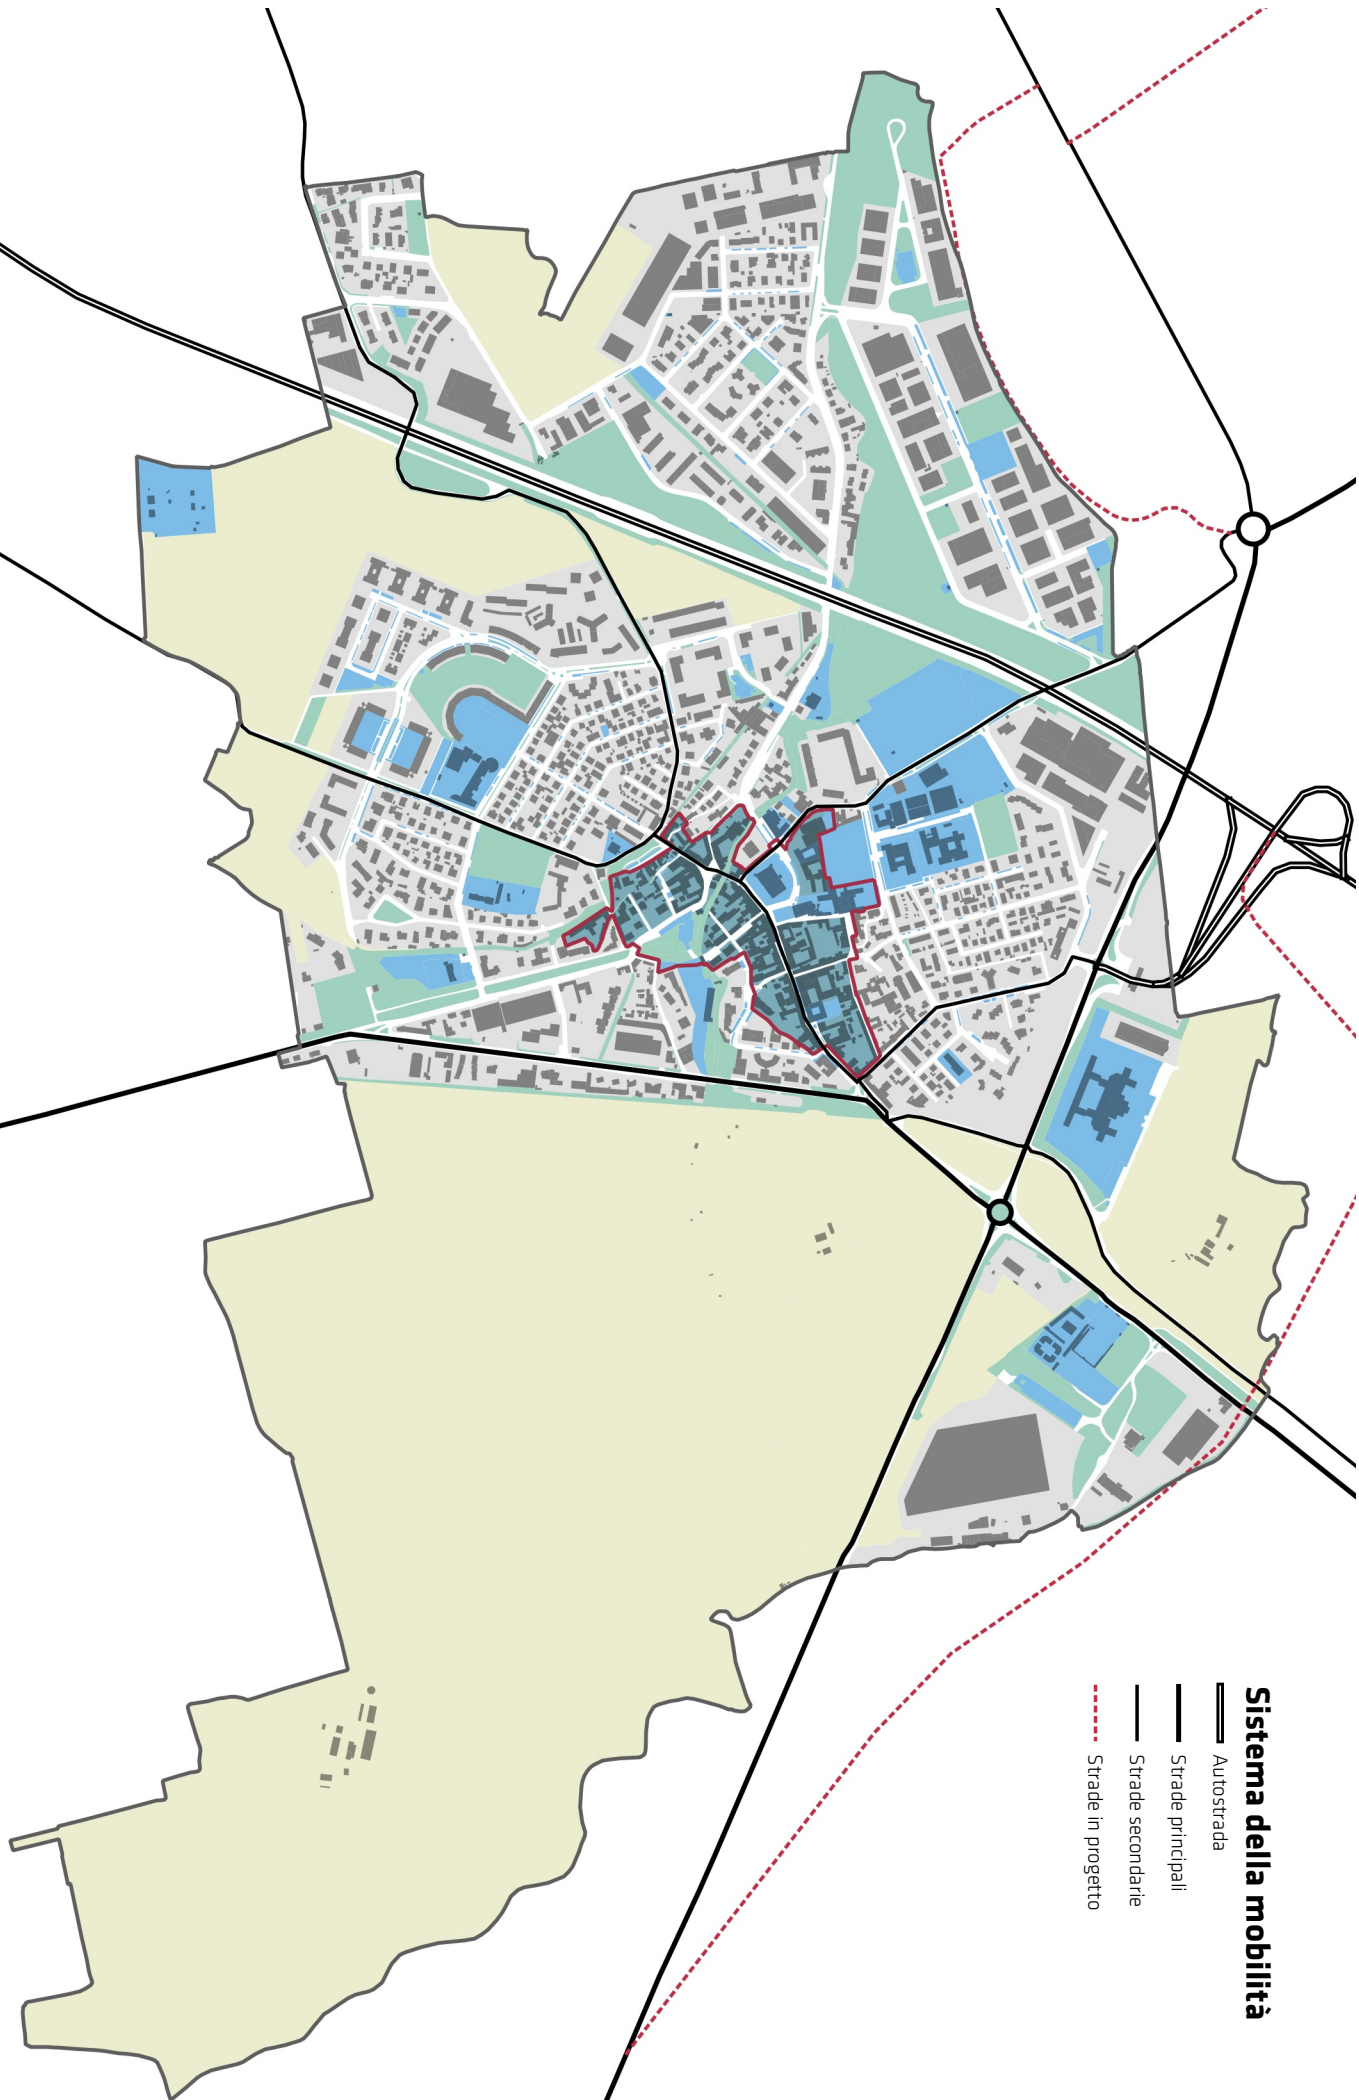 Sistema della mobilità
Autostrada
Strade principali
Strade secondarie
Strade in progetto